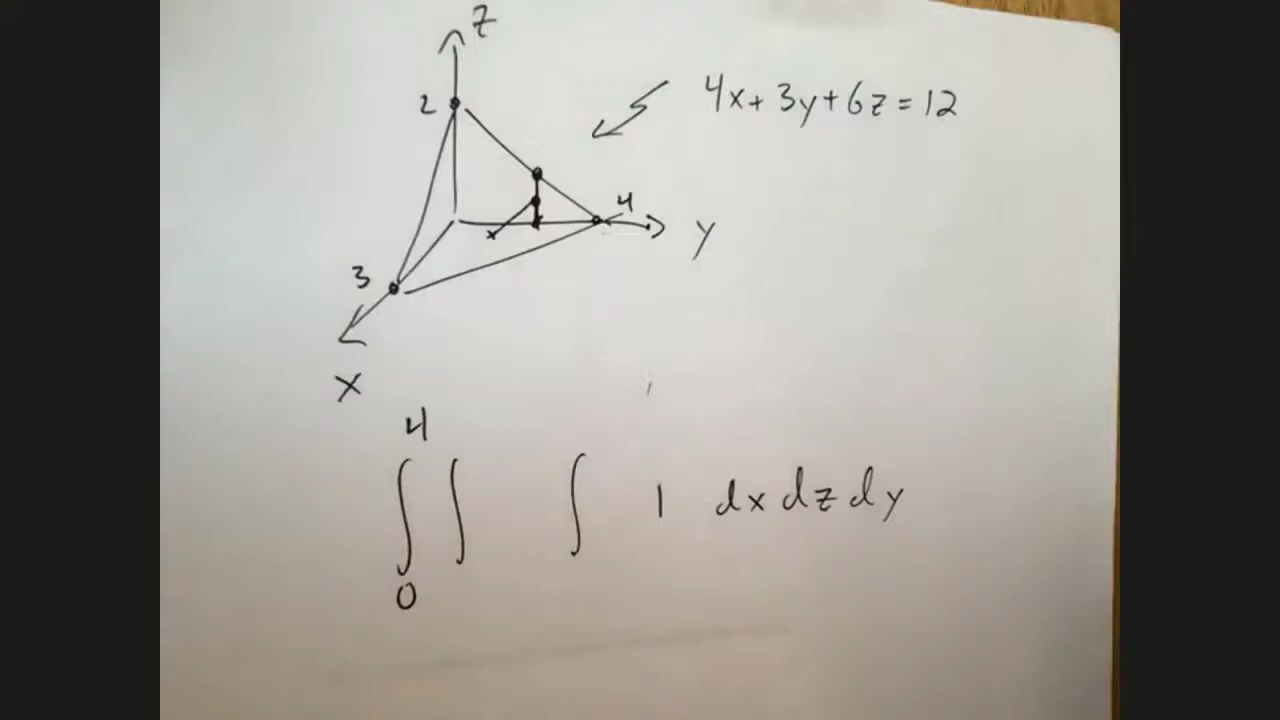 z
2
4x+3y+6z=12
4
y
3
x
4
∫ ∫ ∫ 1 dx dz dy
0